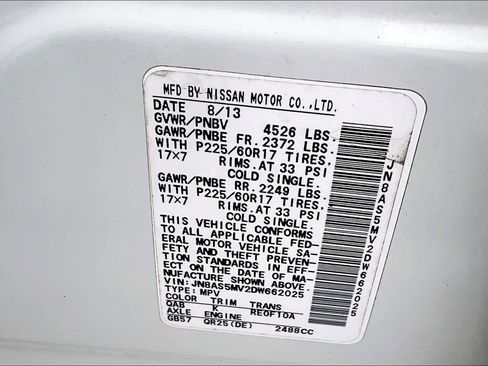 MFD BY NISSAN MOTOR CO.,LTD.
DATE 8/13
GVWR/PNBV 4526 LBS.
GAWR/PNBE FR. 2372 LBS.
WITH P225/60R17 TIRES,
17×7 RIMS.AT 33 PSI
COLD SINGLE.
GAWR/PNBE RR. 2249 LBS.
WITH P225/60R17 TIRES,
17×7 RIMS.AT 33 PSI
COLD SINGLE.
THIS VEHICLE CONFORMS
TO ALL APPLICABLE FED-
ERAL MOTOR VEHICLE SA-
FETY AND THEFT PREVEN-
TION STANDARDS IN EFF-
ECT ON THE DATE OF MA-
NUFACTURE SHOWN ABOVE.
VIN: JN8AS5MV2DW662025
TYPE: MPV
COLOR TRIM TRANS
QAB K RE0F10A
AXLE ENGINE
GB57 QR25(DE) 2488CC
JN8AS5MV2DW662025